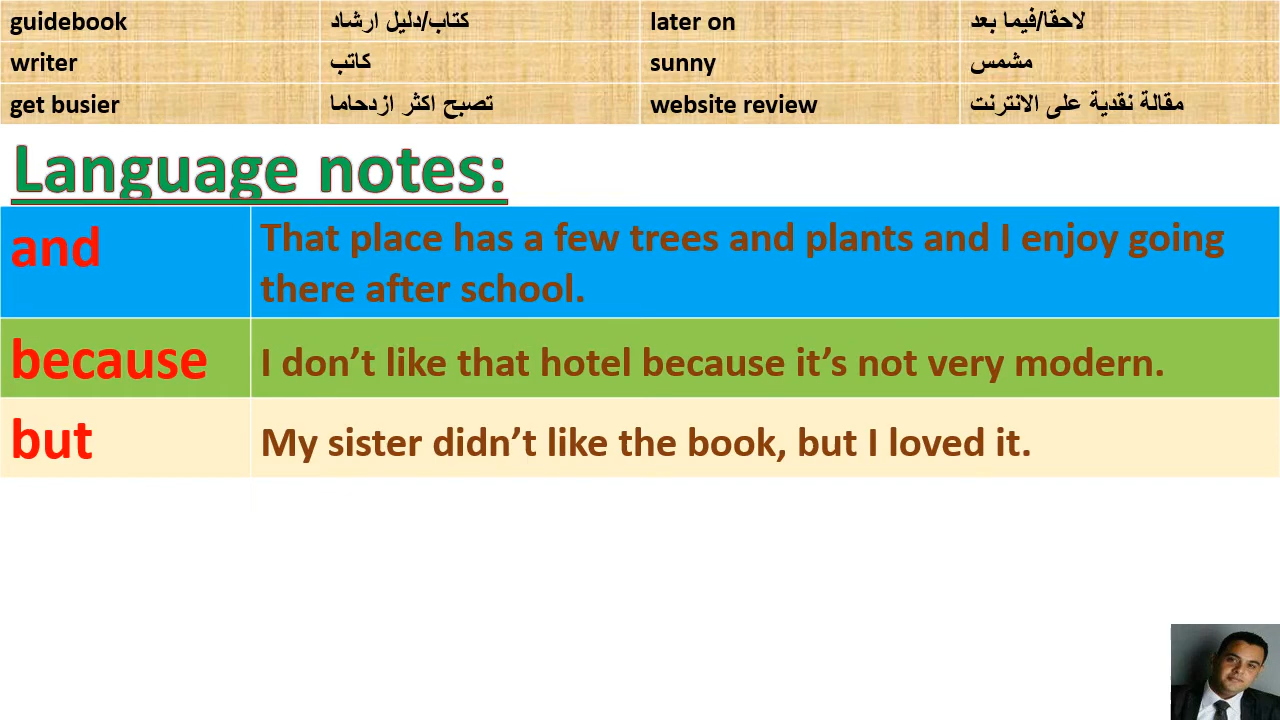 guidebook كتاب/دليل ارشاد later on لاحقا/فيما بعد
writer كاتب sunny مشمس
get busier تصبح اكثر ازدحاما website review مقالة نقدية على الانترنت
Language notes:
and That place has a few trees and plants and I enjoy going
there after school.
because I don’t like that hotel because it’s not very modern.
but My sister didn’t like the book, but I loved it.